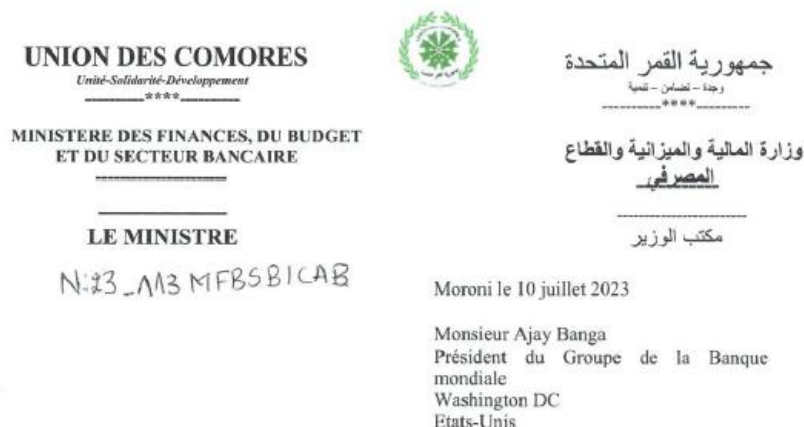 UNION DES COMORES
Unité-Solidarité-Développement
----------****----------
MINISTERE DES FINANCES, DU BUDGET
ET DU SECTEUR BANCAIRE
LE MINISTRE
N:23_113 MFBSB/CAB
جمهورية القمر المتحدة
وحدة – تضامن – تنمية
----------****----------
وزارة المالية والميزانية والقطاع
المصرفي
مكتب الوزير
Moroni le 10 juillet 2023
Monsieur Ajay Banga
Président du Groupe de la Banque
mondiale
Washington DC
Etats-Unis